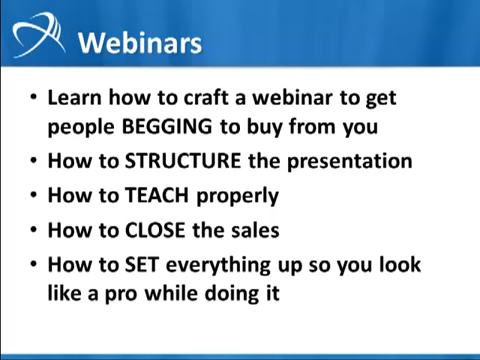 Webinars
• Learn how to craft a webinar to get
people BEGGING to buy from you
• How to STRUCTURE the presentation
• How to TEACH properly
• How to CLOSE the sales
• How to SET everything up so you look
like a pro while doing it